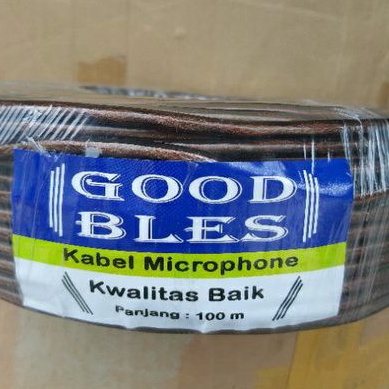 GOOD
BLES
Kabel Microphone
Kwalitas Baik
Panjang : 100 m